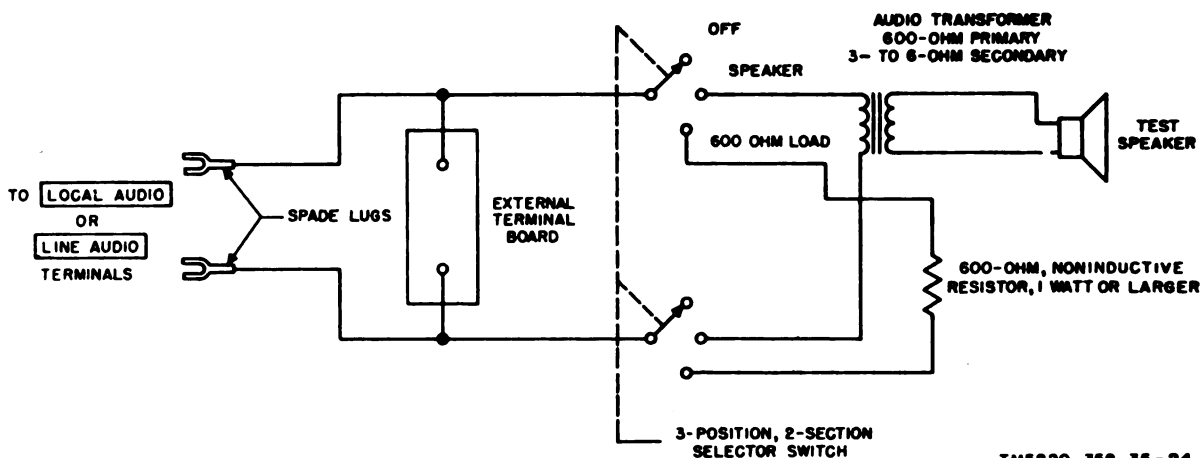 AUDIO TRANSFORMER
600-OHM PRIMARY
3- TO 6-OHM SECONDARY
OFF
SPEAKER
600 OHM LOAD
TEST
SPEAKER
TO LOCAL AUDIO
OR
LINE AUDIO
TERMINALS
SPADE LUGS
EXTERNAL
TERMINAL
BOARD
600-OHM, NONINDUCTIVE
RESISTOR, 1 WATT OR LARGER
3-POSITION, 2-SECTION
SELECTOR SWITCH